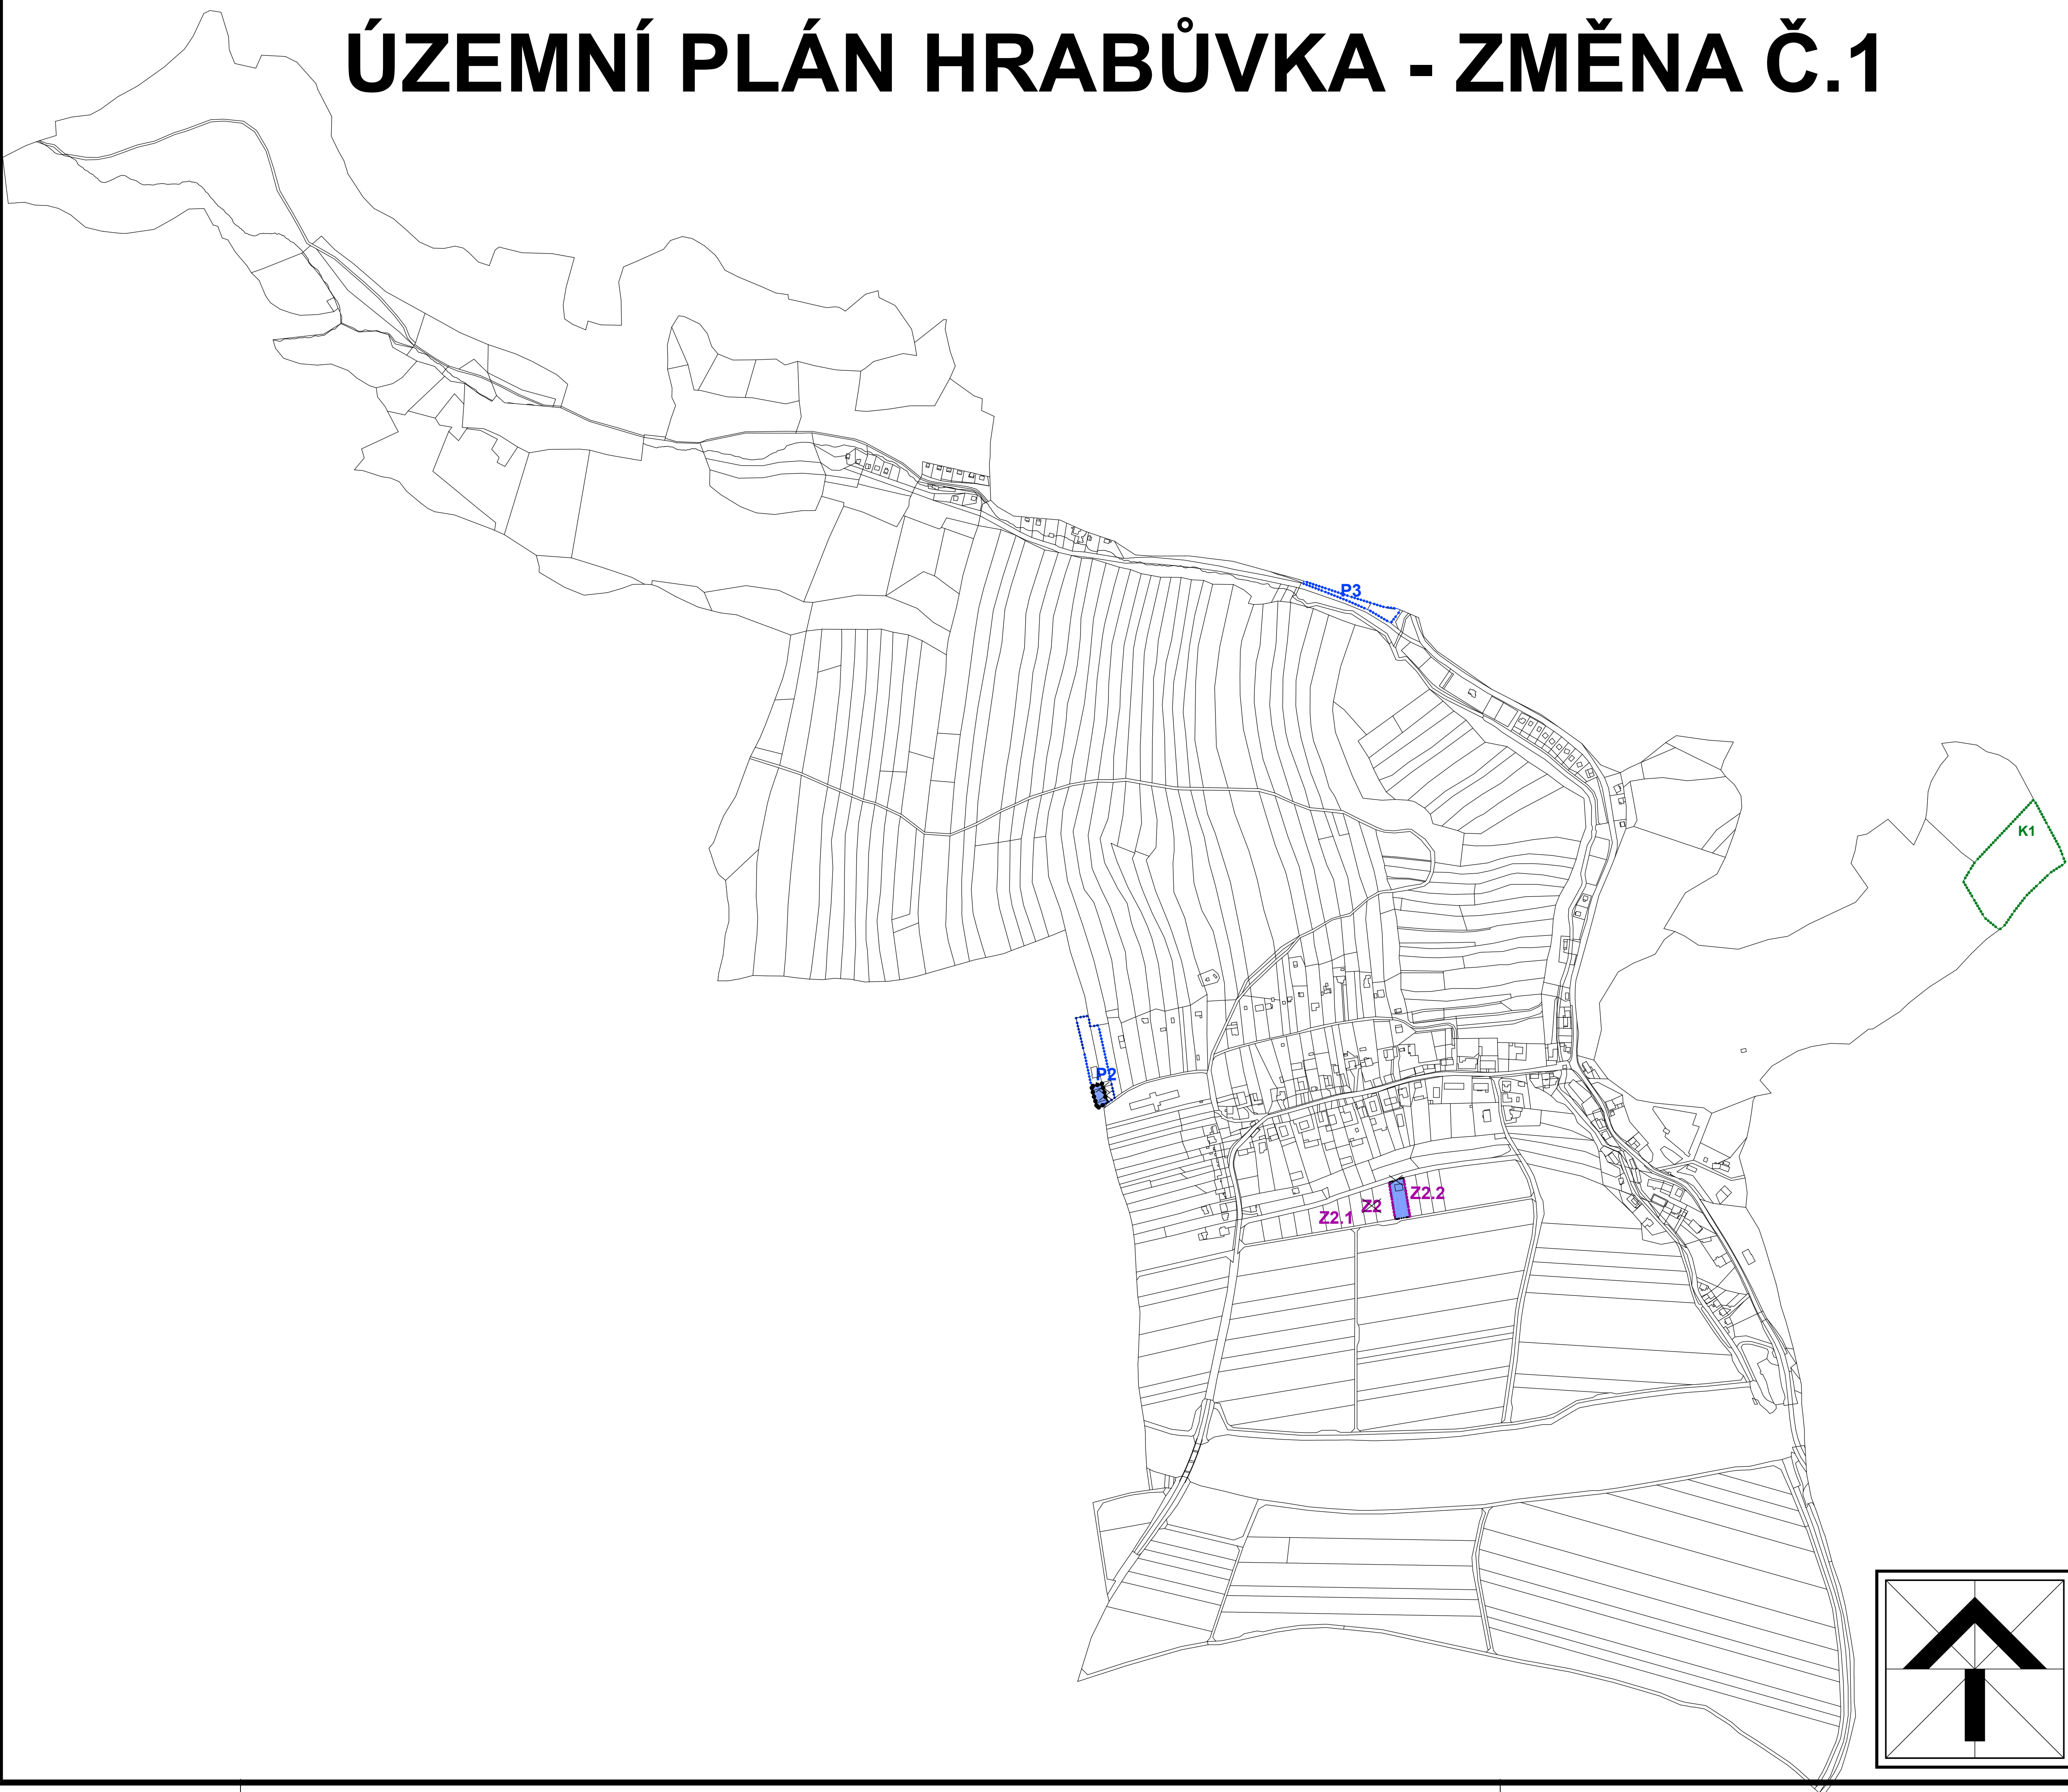 ÚZEMNÍ PLÁN HRABŮVKA - ZMĚNA Č.1
P3
K1
P2
Z2.2
Z2
Z2.1